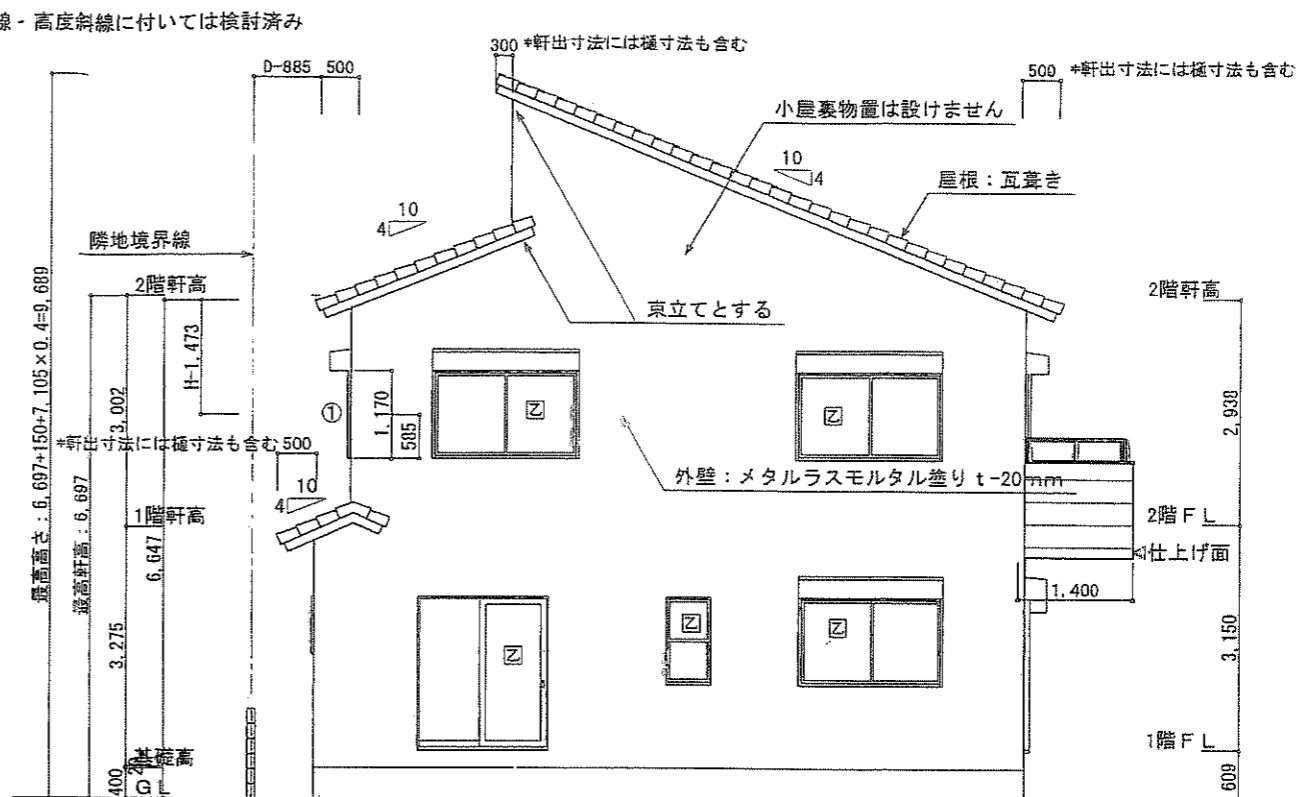 線・高度斜線に付いては検討済み
300 *軒出寸法には樋寸法も含む
D-885 500
500 *軒出寸法には樋寸法も含む
小屋裏物置は設けません
10
4
屋根：瓦葺き
10
4
隣地境界線
2階軒高
2階軒高
束立てとする
最高高さ：6,697+150+7,105×0.4=9,689
最高軒高：6,697
3,002
H-1,473
①
1,170
585
乙
乙
2,938
*軒出寸法には樋寸法も含む 500
10
4
外壁：メタルラスモルタル塗り t-20mm
1階軒高
6,647
2階ＦＬ
仕上げ面
1,400
3,275
乙
乙
乙
3,150
基礎高
1階ＦＬ
400
20
ＧＬ
609